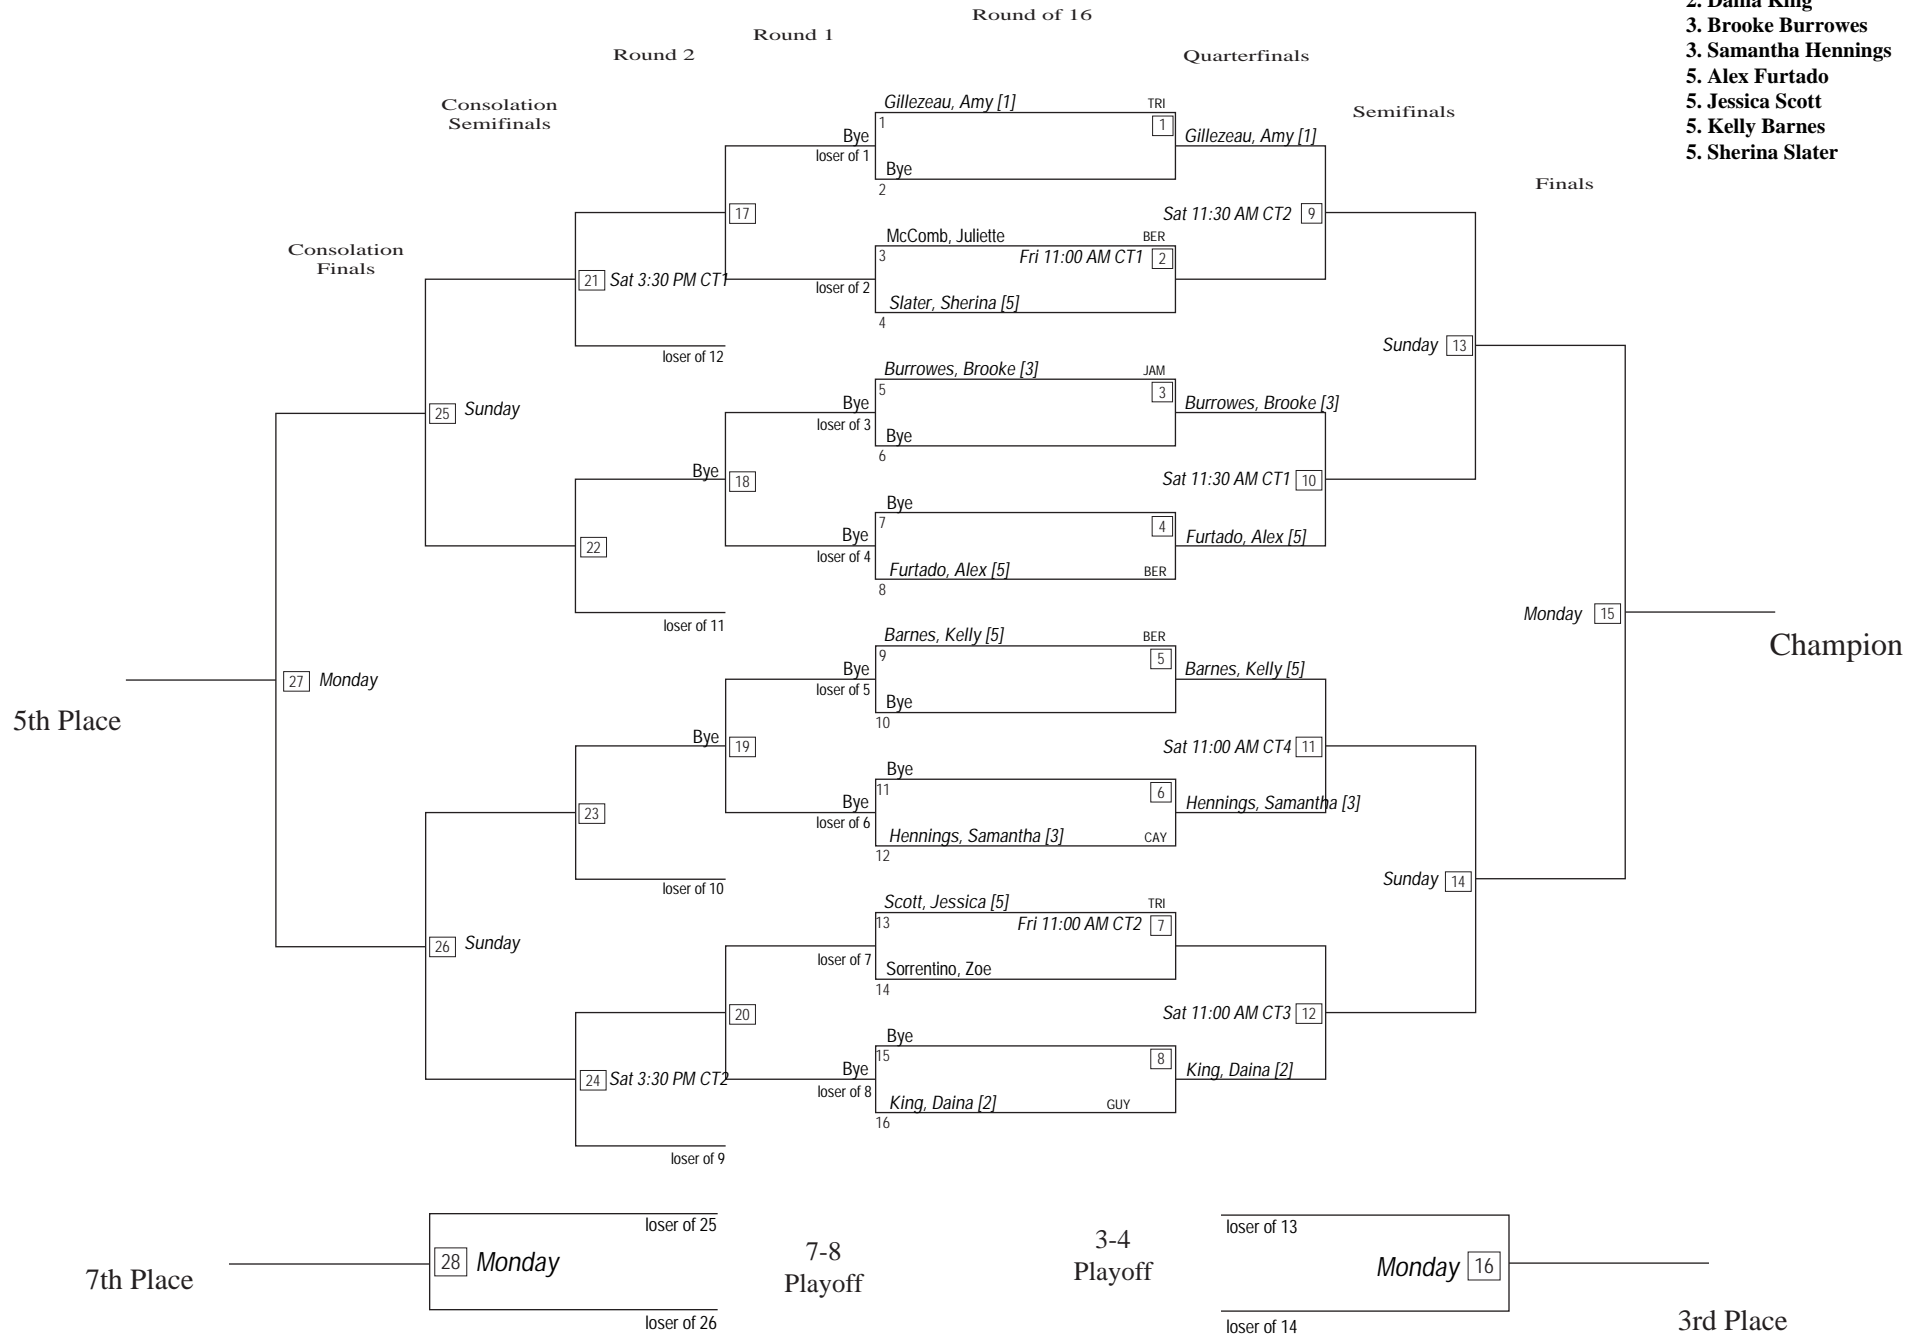 Round of 16
2. Daina King
3. Brooke Burrowes
3. Samantha Hennings
5. Alex Furtado
5. Jessica Scott
5. Kelly Barnes
5. Sherina Slater
Round 1
Round 2
Quarterfinals
Consolation
Semifinals
Semifinals
Finals
Consolation
Finals
Gillezeau, Amy [1] TRI
1
1
Bye
loser of 1
Gillezeau, Amy [1]
Bye
2
17
Sat 11:30 AM CT2 9
McComb, Juliette BER
3
Fri 11:00 AM CT1 2
21 Sat 3:30 PM CT1
loser of 2
Slater, Sherina [5]
4
loser of 12
Sunday 13
Burrowes, Brooke [3] JAM
5
3
Bye
loser of 3
Burrowes, Brooke [3]
25 Sunday
Bye
6
Bye
18
Sat 11:30 AM CT1 10
Bye
7
4
Bye
loser of 4
Furtado, Alex [5]
22
Furtado, Alex [5] BER
8
loser of 11
Monday 15
Champion
Barnes, Kelly [5] BER
9
5
Bye
loser of 5
Barnes, Kelly [5]
27 Monday
5th Place
Bye
10
Bye
19
Sat 11:00 AM CT4 11
Bye
11
6
Bye
loser of 6
Hennings, Samantha [3]
23
Hennings, Samantha [3] CAY
12
loser of 10
Sunday 14
Scott, Jessica [5] TRI
13
Fri 11:00 AM CT2 7
26 Sunday
loser of 7
Sorrentino, Zoe
14
20
Sat 11:00 AM CT3 12
Bye
15
8
Bye
loser of 8
King, Daina [2]
24 Sat 3:30 PM CT2
King, Daina [2] GUY
16
loser of 9
loser of 25
28 Monday
7th Place
loser of 26
7-8
Playoff
3-4
Playoff
loser of 13
Monday 16
loser of 14
3rd Place